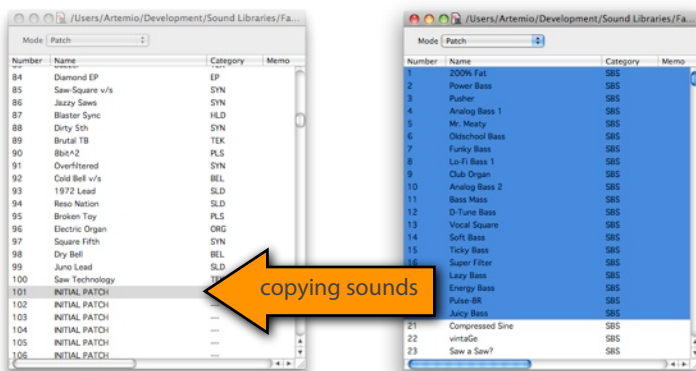 /Users/Artemio/Development/Sound Libraries/Fa...
Mode Patch
Number Name Category Memo
84 Diamond EP EP
85 Saw-Square v/s SYN
86 Jazzy Saws SYN
87 Blaster Sync HLD
88 Dirty 5th SYN
89 Brutal TB TEK
90 8bit^2 PLS
91 Overfiltered SYN
92 Cold Bell v/s BEL
93 1972 Lead SLD
94 Reso Nation SLD
95 Broken Toy PLS
96 Electric Organ ORG
97 Square Fifth SYN
98 Dry Bell BEL
99 Juno Lead SLD
100 Saw Technology
101 INITIAL PATCH
102 INITIAL PATCH ---
103 INITIAL PATCH ---
104 INITIAL PATCH ---
105 INITIAL PATCH ---
106 INITIAL PATCH ---
copying sounds
/Users/Artemio/Development/Sound Libraries/Fa...
Mode Patch
Number Name Category Memo
1 200% Fat SBS
2 Power Bass SBS
3 Pusher SBS
4 Analog Bass 1 SBS
5 Mr. Meaty SBS
6 Oldschool Bass SBS
7 Funky Bass SBS
8 Lo-Fi Bass 1 SBS
9 Club Organ SBS
10 Analog Bass 2 SBS
11 Bass Mass SBS
12 D-Tune Bass SBS
13 Vocal Square SBS
14 Soft Bass SBS
15 Ticky Bass SBS
16 Super Filter SBS
Lazy Bass SBS
Energy Bass SBS
Pulse-BR SBS
Juicy Bass SBS
21 Compressed Sine SBS
22 vintaGe SBS
23 Saw a Saw? SBS